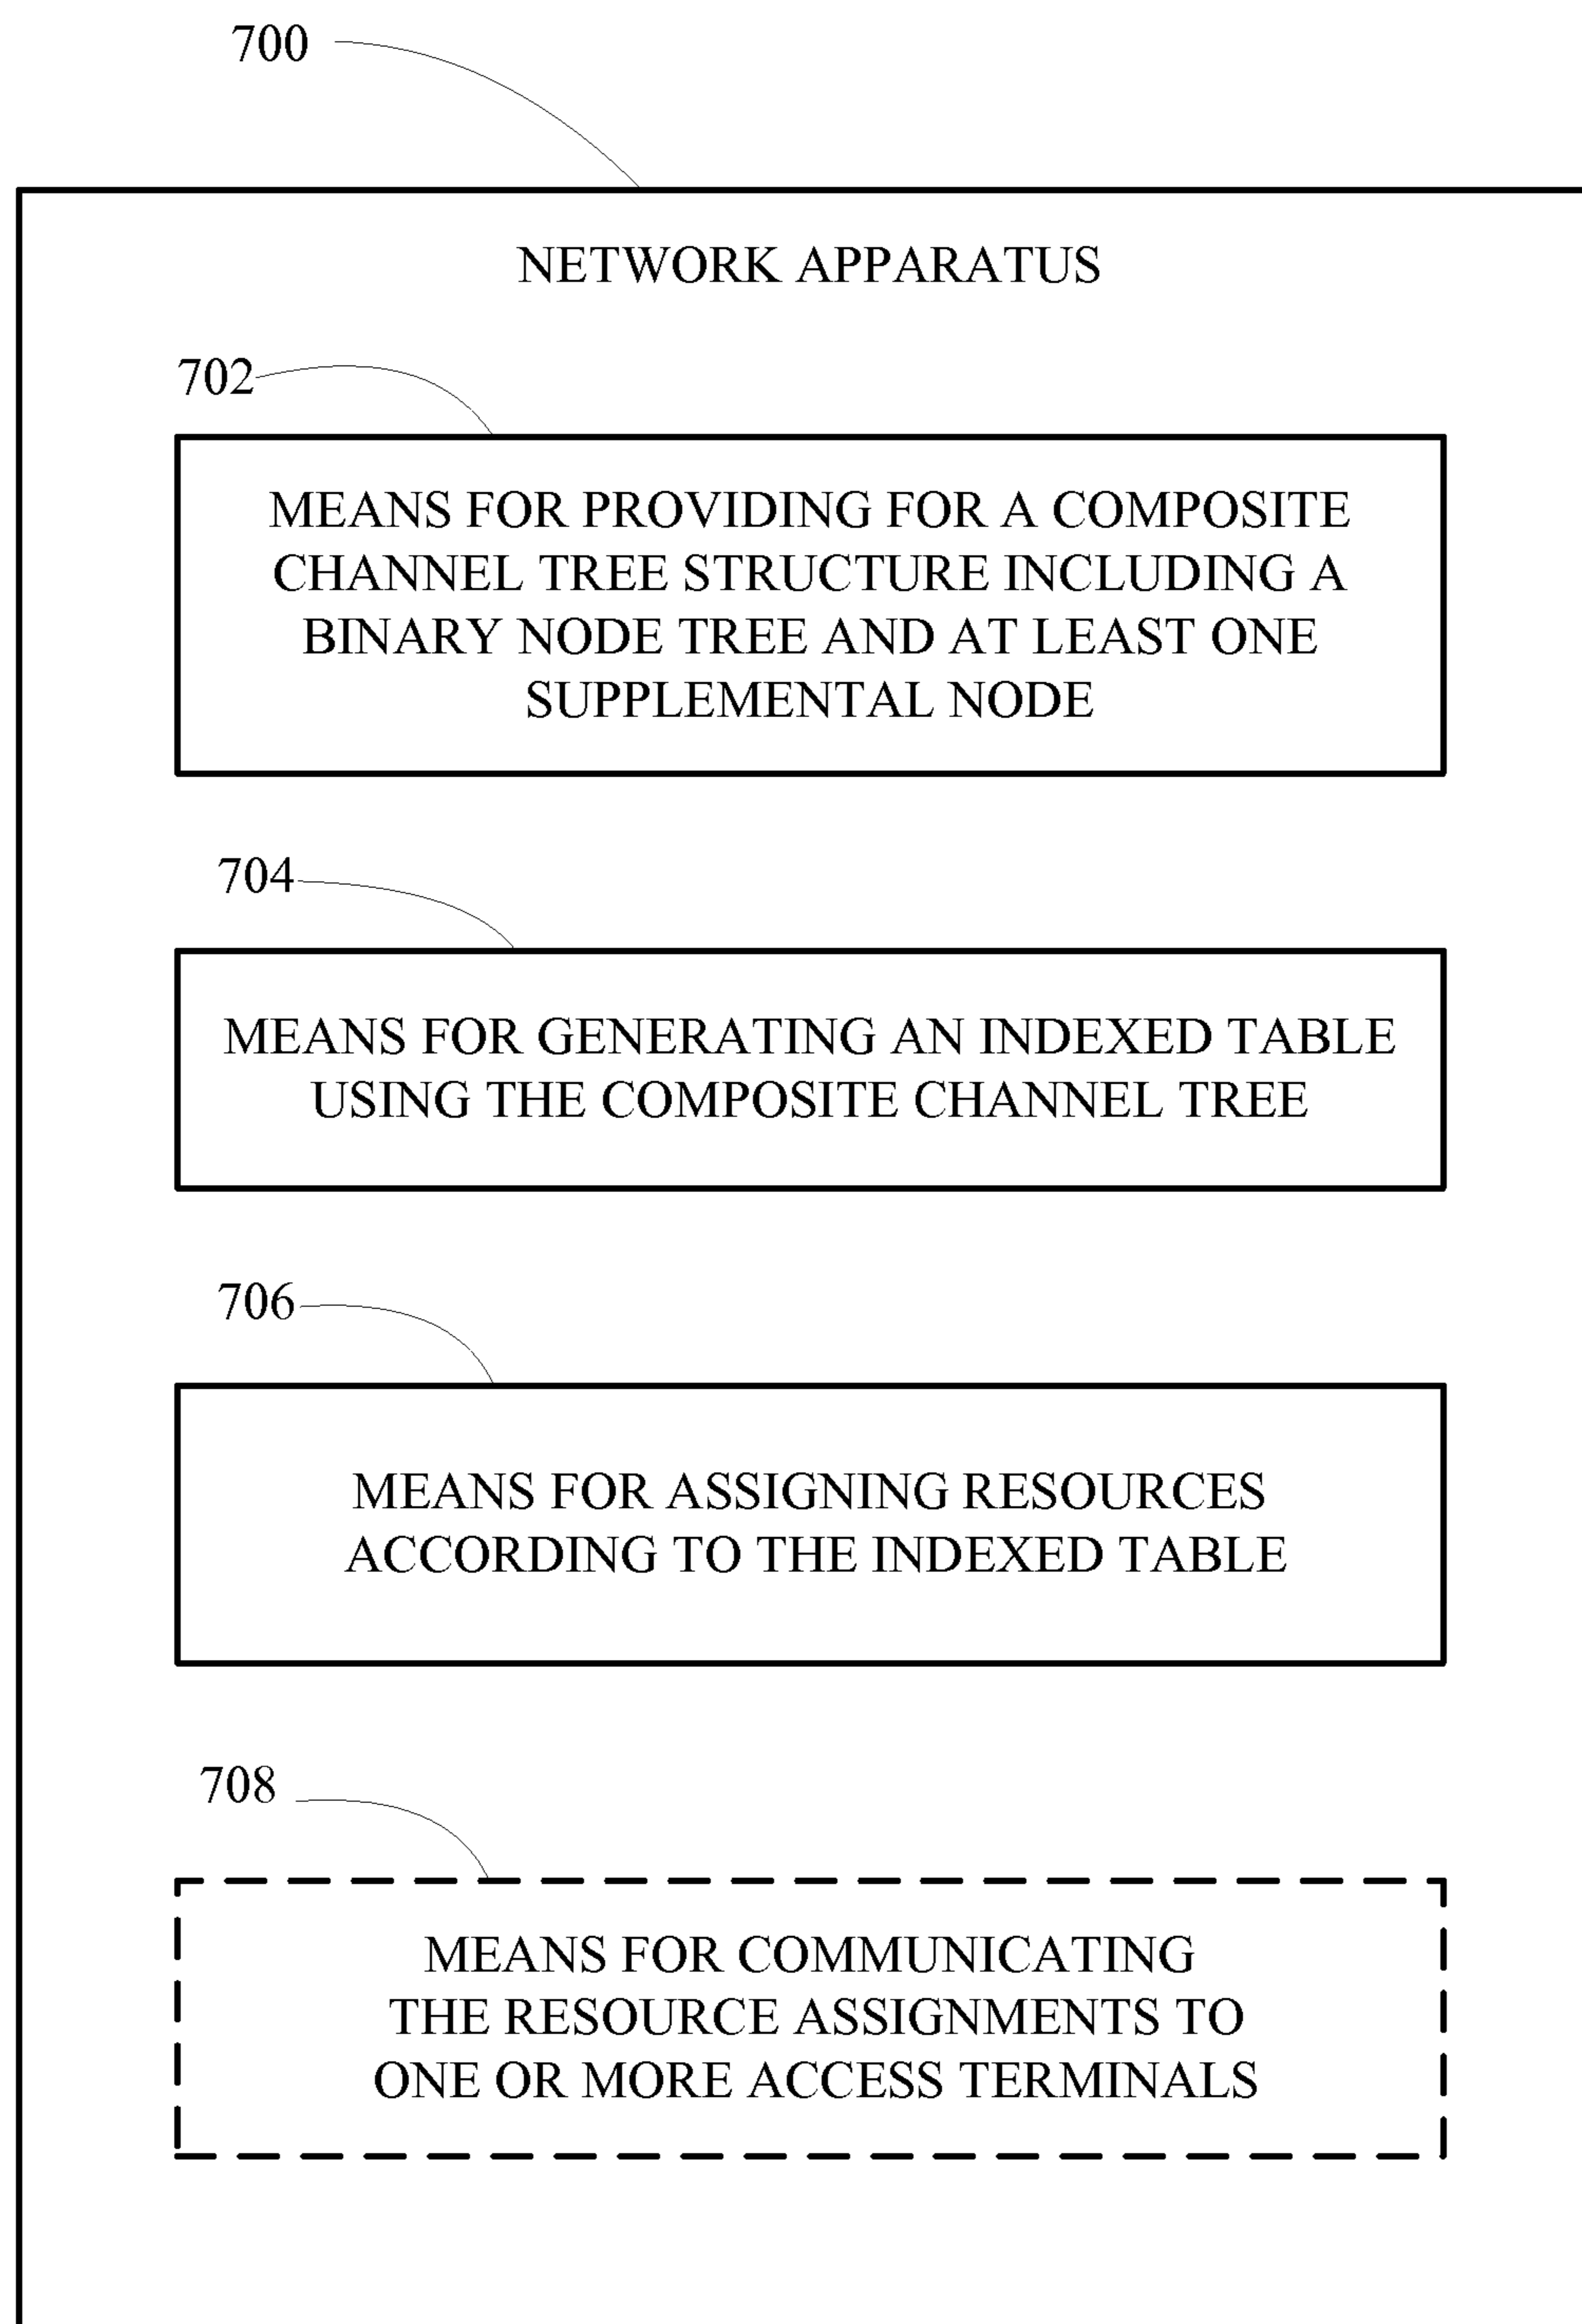 700
NETWORK APPARATUS
702
MEANS FOR PROVIDING FOR A COMPOSITE
CHANNEL TREE STRUCTURE INCLUDING A
BINARY NODE TREE AND AT LEAST ONE
SUPPLEMENTAL NODE
704
MEANS FOR GENERATING AN INDEXED TABLE
USING THE COMPOSITE CHANNEL TREE
706
MEANS FOR ASSIGNING RESOURCES
ACCORDING TO THE INDEXED TABLE
708
MEANS FOR COMMUNICATING
THE RESOURCE ASSIGNMENTS TO
ONE OR MORE ACCESS TERMINALS